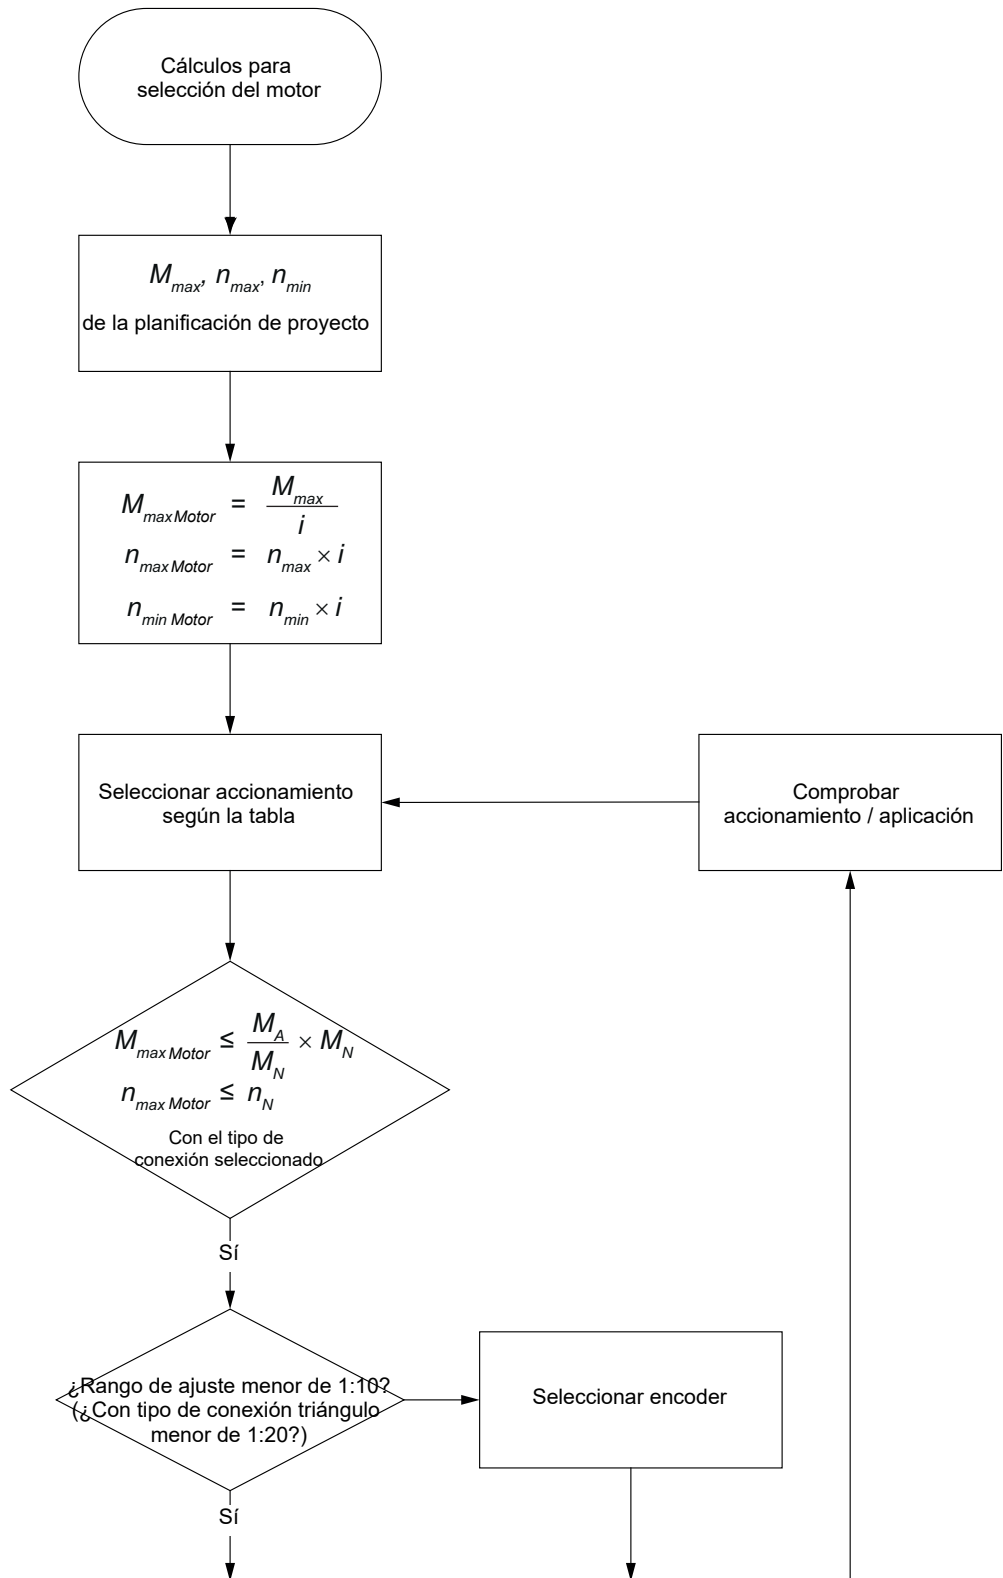 Cálculos para
selección del motor
M_max, n_max, n_min
de la planificación de proyecto
M_max Motor = M_max / i
n_max Motor = n_max × i
n_min Motor = n_min × i
Seleccionar accionamiento
según la tabla
Comprobar
accionamiento / aplicación
M_max Motor ≤ M_A / M_N × M_N
n_max Motor ≤ n_N
Con el tipo de
conexión seleccionado
Sí
¿Rango de ajuste menor de 1:10?
(¿Con tipo de conexión triángulo
menor de 1:20?)
Seleccionar encoder
Sí